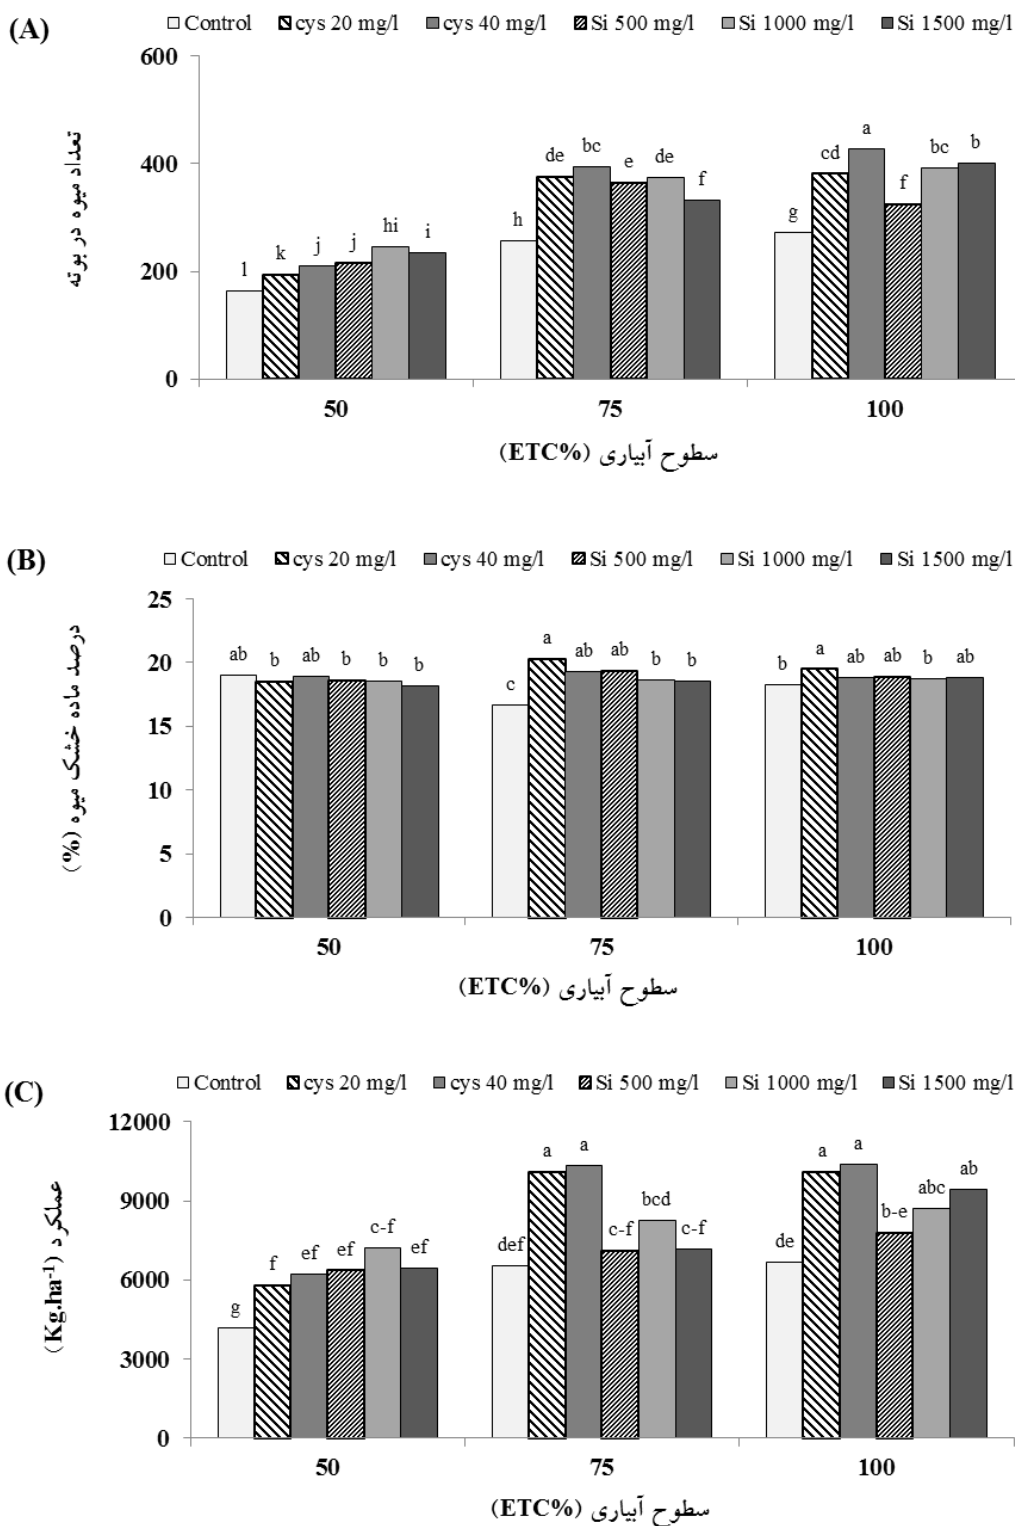 (A)
Control cys 20 mg/l cys 40 mg/l Si 500 mg/l Si 1000 mg/l Si 1500 mg/l
تعداد میوه در بوته
600
400
200
0
l k j j hi i
h de bc e de f
g cd a f bc b
50 75 100
سطوح آبیاری (ETC%)
(B)
Control cys 20 mg/l cys 40 mg/l Si 500 mg/l Si 1000 mg/l Si 1500 mg/l
درصد ماده خشک میوه (%)
25
20
15
10
5
0
ab b ab b b b
c a ab ab b b
b a ab ab b ab
50 75 100
سطوح آبیاری (ETC%)
(C)
Control cys 20 mg/l cys 40 mg/l Si 500 mg/l Si 1000 mg/l Si 1500 mg/l
عملکرد (Kg.ha⁻¹)
12000
9000
6000
3000
0
g f ef ef c-f ef
def a a c-f bcd c-f
de a a b-e abc ab
50 75 100
سطوح آبیاری (ETC%)